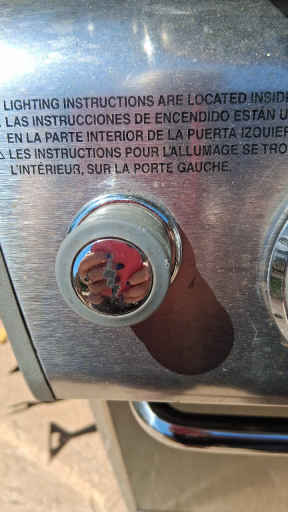 LIGHTING INSTRUCTIONS ARE LOCATED INSID
LAS INSTRUCCIONES DE ENCENDIDO ESTÁN U
EN LA PARTE INTERIOR DE LA PUERTA IZQUIER
⚠ LES INSTRUCTIONS POUR L'ALLUMAGE SE TRO
L'INTÉRIEUR, SUR LA PORTE GAUCHE.